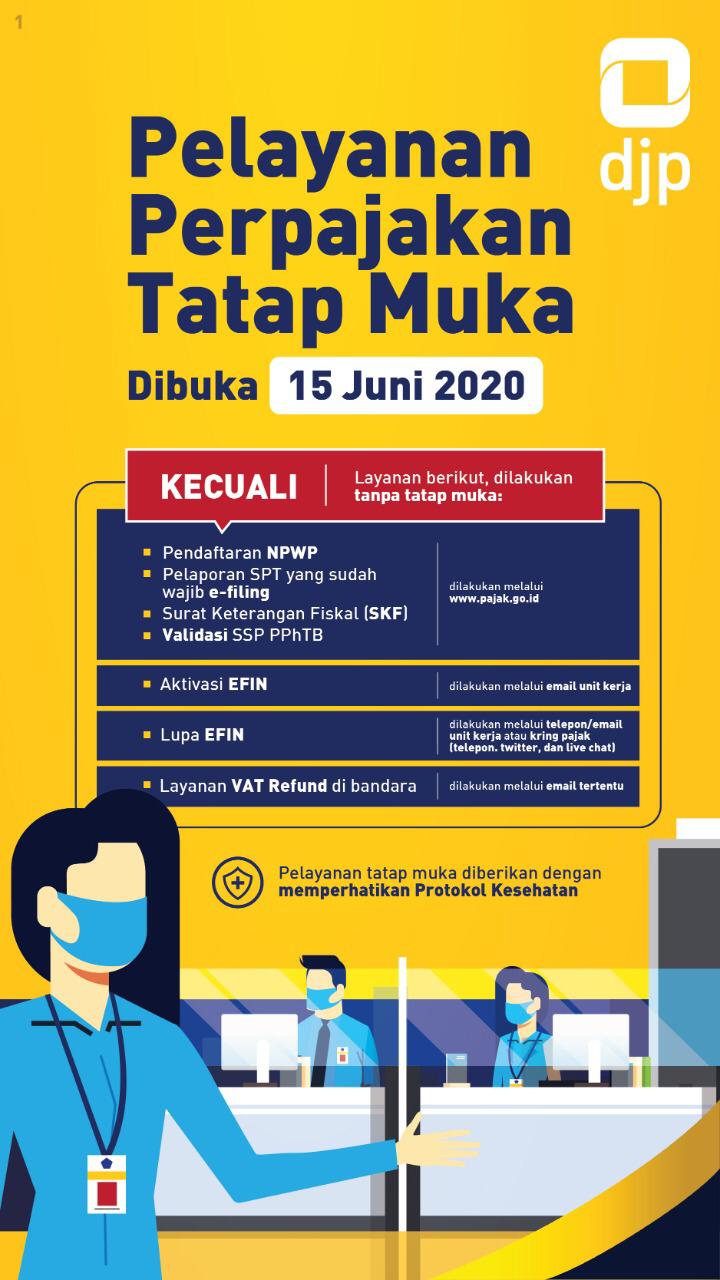 1
djp
Pelayanan
Perpajakan
Tatap Muka
Dibuka 15 Juni 2020
KECUALI
Layanan berikut, dilakukan
tanpa tatap muka:
Pendaftaran NPWP
Pelaporan SPT yang sudah
wajib e-filing
Surat Keterangan Fiskal (SKF)
Validasi SSP PPhTB
dilakukan melalui
www.pajak.go.id
Aktivasi EFIN
dilakukan melalui email unit kerja
Lupa EFIN
dilakukan melalui telepon/email
unit kerja atau kring pajak
(telepon. twitter, dan live chat)
Layanan VAT Refund di bandara
dilakukan melalui email tertentu
Pelayanan tatap muka diberikan dengan
memperhatikan Protokol Kesehatan